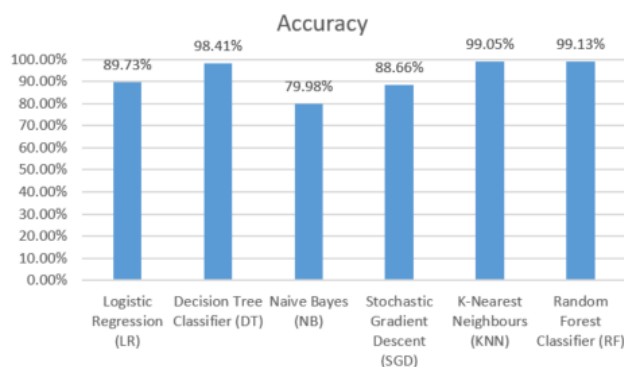 Accuracy
100.00%
90.00%
80.00%
70.00%
60.00%
50.00%
40.00%
30.00%
20.00%
10.00%
0.00%
89.73%
98.41%
79.98%
88.66%
99.05%
99.13%
Logistic
Regression
(LR)
Decision Tree
Classifier (DT)
Naive Bayes
(NB)
Stochastic
Gradient
Descent
(SGD)
K-Nearest
Neighbours
(KNN)
Random
Forest
Classifier (RF)